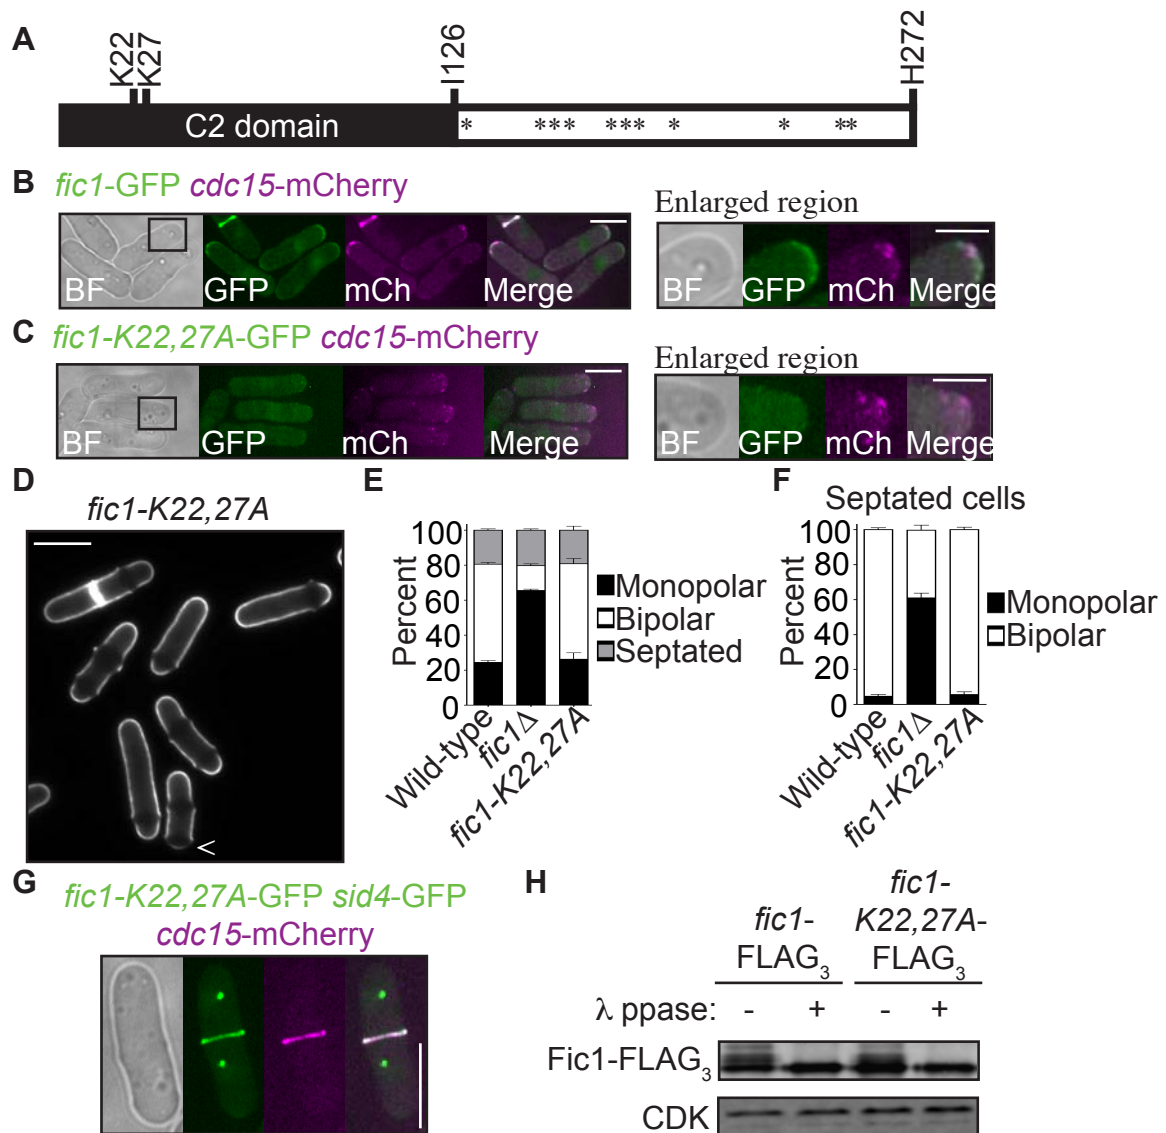 A
K22
K27
I126
H272
C2 domain
* *** *** * * **
B
fic1-GFP cdc15-mCherry
Enlarged region
BF GFP mCh Merge
BF GFP mCh Merge
C
fic1-K22,27A-GFP cdc15-mCherry
Enlarged region
BF GFP mCh Merge
BF GFP mCh Merge
D
fic1-K22,27A
<
E
Percent
100
80
60
40
20
0
Wild-type
fic1Δ
fic1-K22,27A
Monopolar
Bipolar
Septated
F
Septated cells
Percent
100
80
60
40
20
0
Wild-type
fic1Δ
fic1-K22,27A
Monopolar
Bipolar
G
fic1-K22,27A-GFP sid4-GFP
cdc15-mCherry
H
fic1-
FLAG3
fic1-
K22,27A-
FLAG3
λ ppase: - + - +
Fic1-FLAG3
CDK